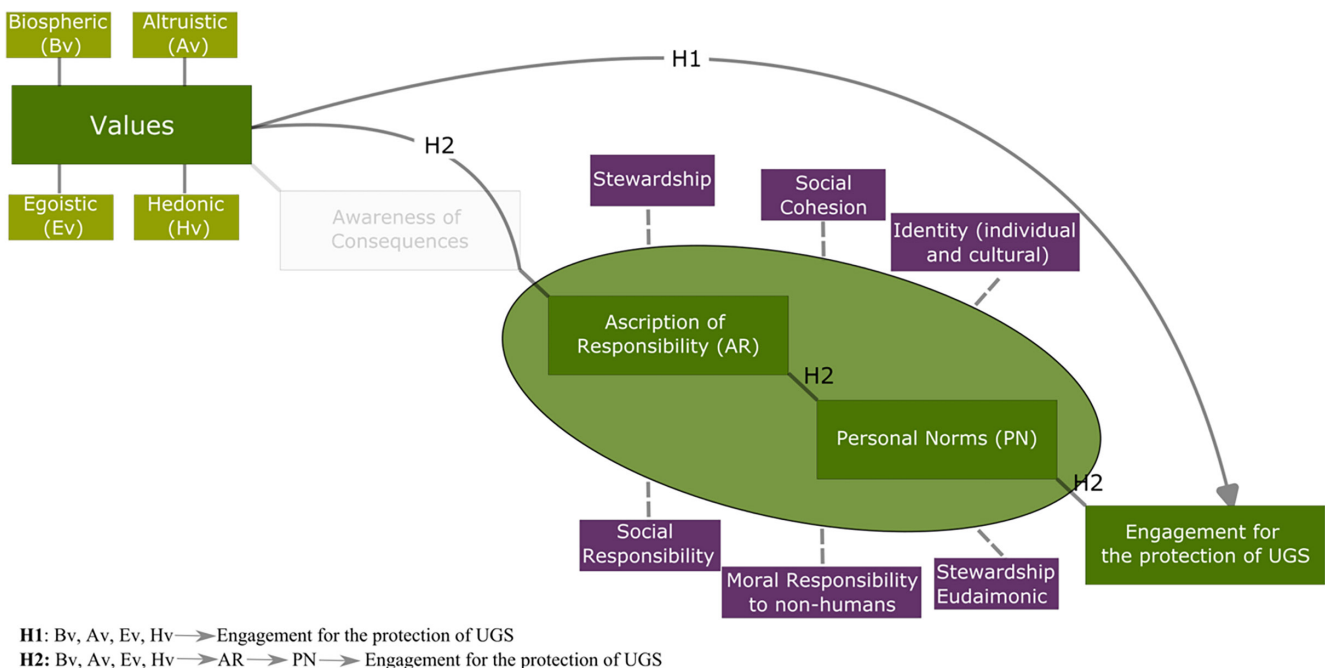 Biospheric
(Bv)
Altruistic
(Av)
Values
Egoistic
(Ev)
Hedonic
(Hv)
H1
H2
Awareness of
Consequences
Stewardship
Social
Cohesion
Identity (individual
and cultural)
Ascription of
Responsibility (AR)
H2
Personal Norms (PN)
H2
Engagement for
the protection of UGS
Social
Responsibility
Moral Responsibility
to non-humans
Stewardship
Eudaimonic
H1: Bv, Av, Ev, Hv → Engagement for the protection of UGS
H2: Bv, Av, Ev, Hv → AR → PN → Engagement for the protection of UGS